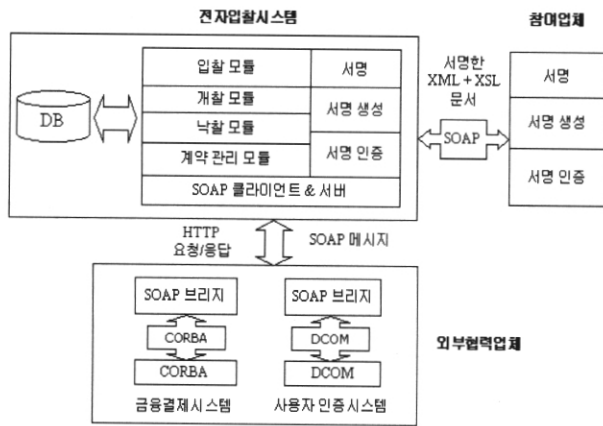 전자입찰시스템
참여업체
입찰 모듈
서명
개찰 모듈
서명 생성
낙찰 모듈
서명 인증
계약 관리 모듈
SOAP 클라이언트 & 서버
DB
서명한
XML + XSL
문서
SOAP
서명
서명 생성
서명 인증
HTTP
요청/응답
SOAP 메시지
SOAP 브리지
SOAP 브리지
CORBA
DCOM
CORBA
DCOM
금융결제시스템
사용자 인증시스템
외부협력업체